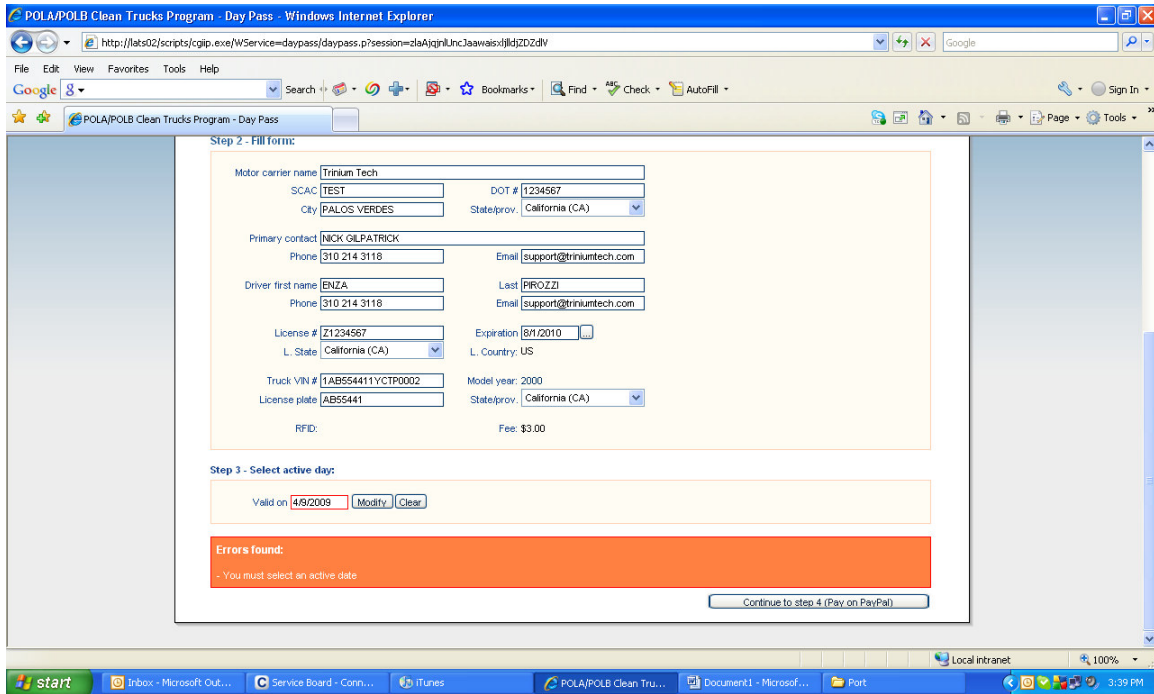 POLA/POLB Clean Trucks Program - Day Pass - Windows Internet Explorer
http://lats02/scripts/cgiip.exe/WService=daypass/daypass.p?session=zlaAjqjnlUncJaawaisxljlldjZDZdlV
Google
File Edit View Favorites Tools Help
Google Search Bookmarks Find Check AutoFill Sign In
POLA/POLB Clean Trucks Program - Day Pass
Page Tools
Step 2 - Fill form:
Motor carrier name Trinium Tech
SCAC TEST DOT # 1234567
City PALOS VERDES State/prov. California (CA)
Primary contact NICK GILPATRICK
Phone 310 214 3118 Email support@triniumtech.com
Driver first name ENZA Last PIROZZI
Phone 310 214 3118 Email support@triniumtech.com
License # Z1234567 Expiration 8/1/2010 ...
L. State California (CA) L. Country: US
Truck VIN # 1AB554411YCTP0002 Model year: 2000
License plate AB55441 State/prov. California (CA)
RFID: Fee: $3.00
Step 3 - Select active day:
Valid on 4/9/2009 Modify Clear
Errors found:
- You must select an active date
Continue to step 4 (Pay on PayPal)
Local intranet 100%
start Inbox - Microsoft Out... Service Board - Conn... iTunes POLA/POLB Clean Tru... Document1 - Microsof... Port 3:39 PM